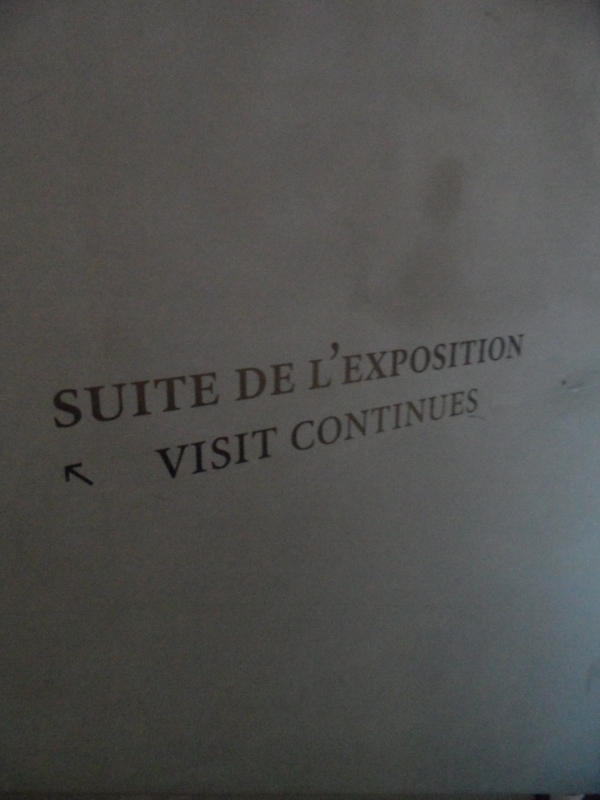 SUITE DE L'EXPOSITION
↖ VISIT CONTINUES